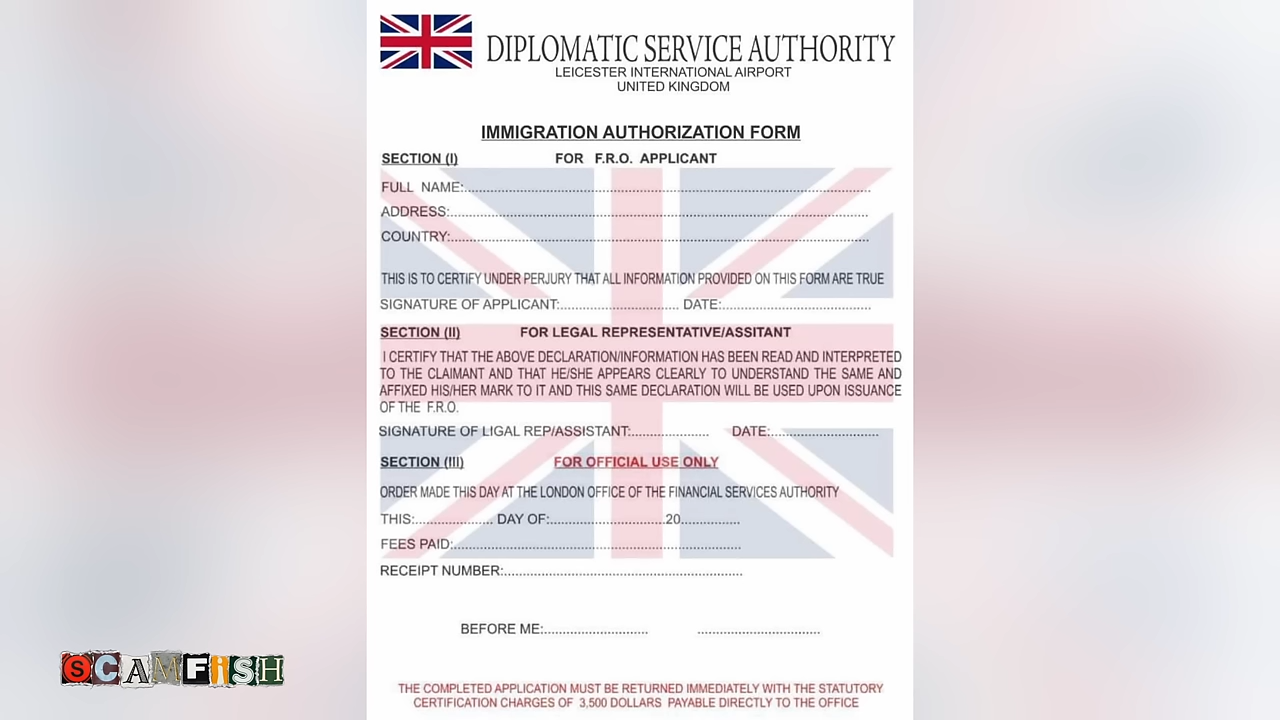 DIPLOMATIC SERVICE AUTHORITY
LEICESTER INTERNATIONAL AIRPORT
UNITED KINGDOM
IMMIGRATION AUTHORIZATION FORM
SECTION (I) FOR F.R.O. APPLICANT
FULL NAME:..........................................................................................................
ADDRESS:.............................................................................................................
COUNTRY:.............................................................................................................
THIS IS TO CERTIFY UNDER PERJURY THAT ALL INFORMATION PROVIDED ON THIS FORM ARE TRUE
SIGNATURE OF APPLICANT:............................... DATE:.......................................
SECTION (II) FOR LEGAL REPRESENTATIVE/ASSITANT
I CERTIFY THAT THE ABOVE DECLARATION/INFORMATION HAS BEEN READ AND INTERPRETED
TO THE CLAIMANT AND THAT HE/SHE APPEARS CLEARLY TO UNDERSTAND THE SAME AND
AFFIXED HIS/HER MARK TO IT AND THIS SAME DECLARATION WILL BE USED UPON ISSUANCE
OF THE F.R.O.
SIGNATURE OF LIGAL REP/ASSISTANT:.................... DATE:............................
SECTION (III) FOR OFFICIAL USE ONLY
ORDER MADE THIS DAY AT THE LONDON OFFICE OF THE FINANCIAL SERVICES AUTHORITY
THIS:.................... DAY OF:..............................20...............
FEES PAID:..........................................................................
RECEIPT NUMBER:.............................................................
BEFORE ME:........................... ................................
THE COMPLETED APPLICATION MUST BE RETURNED IMMEDIATELY WITH THE STATUTORY
CERTIFICATION CHARGES OF 3,500 DOLLARS PAYABLE DIRECTLY TO THE OFFICE
SCAMFiSH